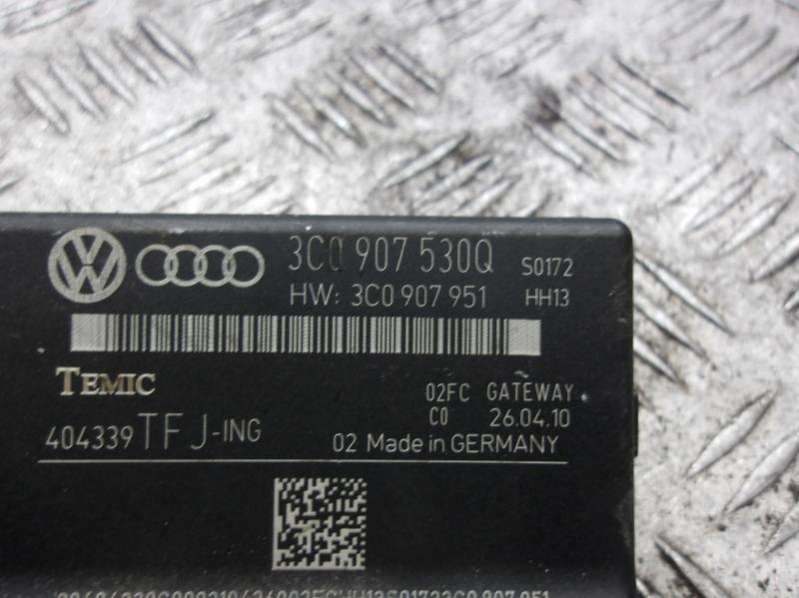 3C0 907 530Q S0172
HW: 3C0 907 951 HH13
TEMIC
02FC GATEWAY
C0 26.04.10
404339 TFJ-ING
02 Made in GERMANY